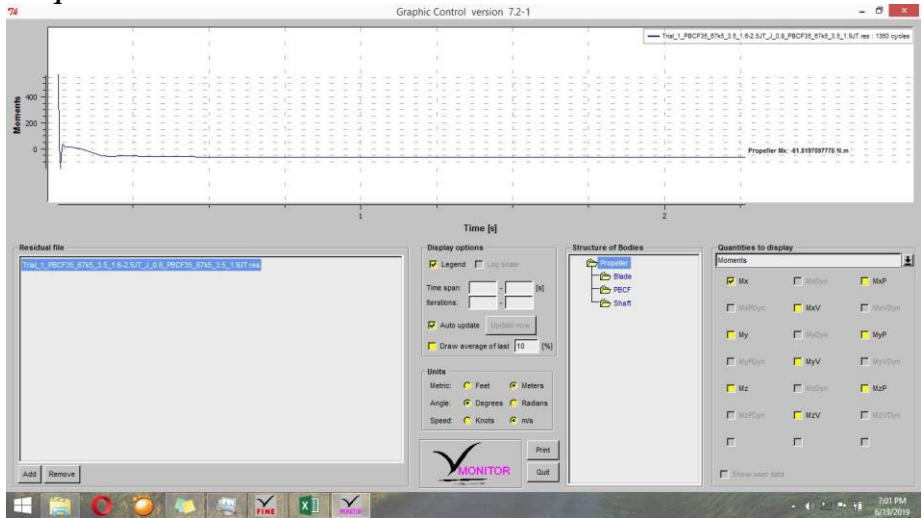 Graphic Control version 7.2-1
Trial_1_PBCF35_67k5_3.5_1.6-2.5JT_J_0.8_PBCF35_67k5_3.5_1.9JT.res : 1360 cycles
Moments
400
200
0
Propeller Mx: -61.8197097776 N.m
1
2
Time [s]
Residual file
Trial_1_PBCF35_67k5_3.5_1.6-2.5JT_J_0.8_PBCF35_67k5_3.5_1.9JT.res
Add Remove
Display options
Legend Log scale
Time span: - [s]
Iterations: -
Auto update Update now
Draw average of last 10 [%]
Units
Metric: Feet Meters
Angle: Degrees Radians
Speed: Knots m/s
MONITOR
Print
Quit
Structure of Bodies
Propeller
Blade
PBCF
Shaft
Quantities to display
Moments
Mx MxDyn MxP
MxPDyn MxV MxVDyn
My MyDyn MyP
MyPDyn MyV MyVDyn
Mz MzDyn MzP
MzPDyn MzV MzVDyn
Show user data
FINE
MONITOR
7:01 PM
6/13/2019